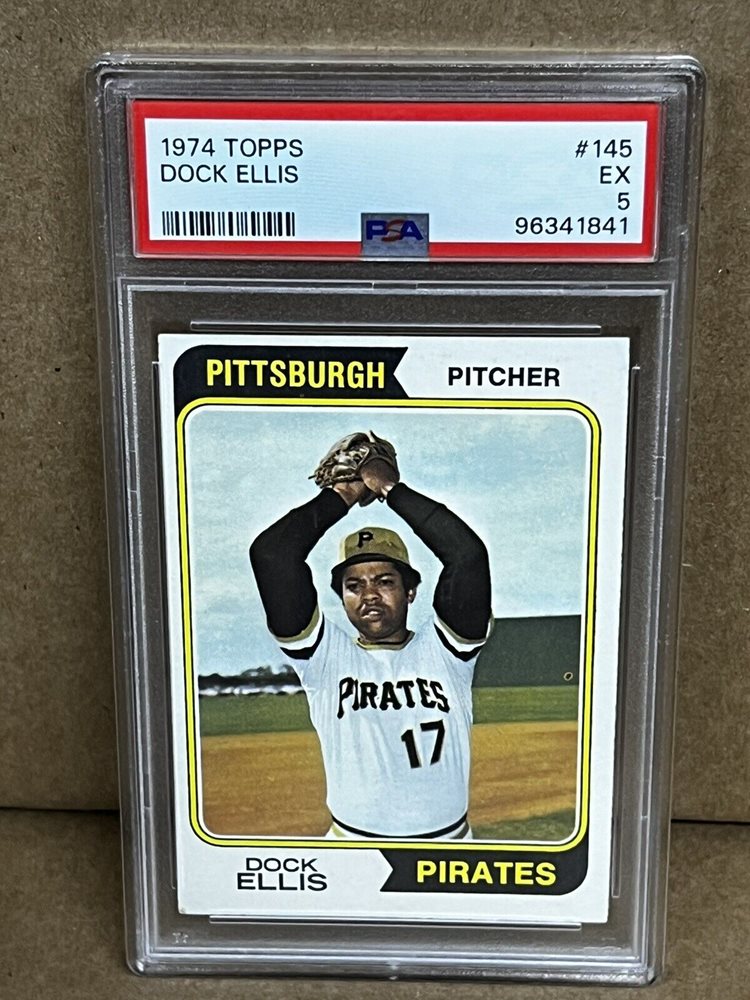 1974 TOPPS #145
DOCK ELLIS EX
5
PSA 96341841
PITTSBURGH PITCHER
P
PIRATES
17
DOCK
ELLIS
PIRATES